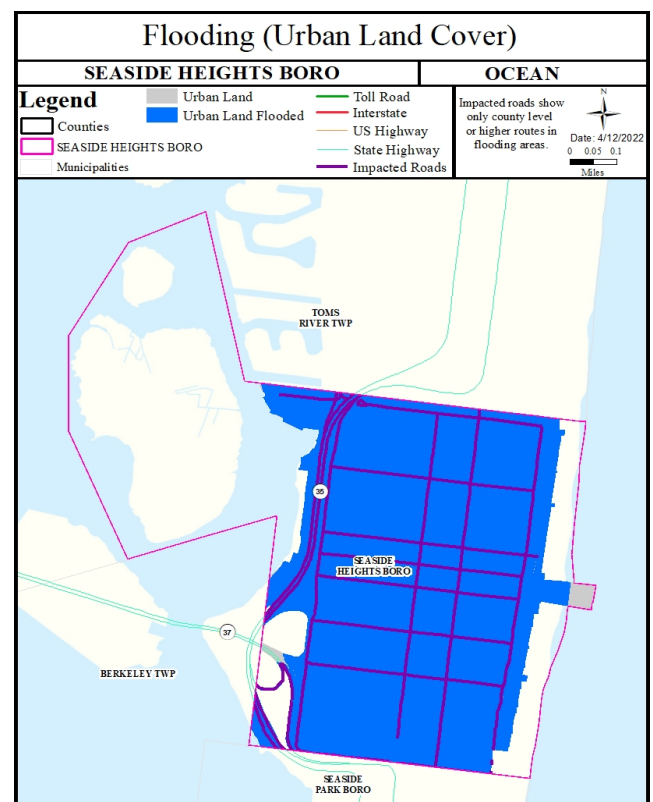 Flooding (Urban Land Cover)
SEASIDE HEIGHTS BORO
OCEAN
Legend
Counties
SEASIDE HEIGHTS BORO
Municipalities
Urban Land
Urban Land Flooded
Toll Road
Interstate
US Highway
State Highway
Impacted Roads
Impacted roads show
only county level
or higher routes in
flooding areas.
N
Date: 4/12/2022
0 0.05 0.1
Miles
TOMS
RIVER TWP
35
SEASIDE
HEIGHTS BORO
37
BERKELEY TWP
SEASIDE
PARK BORO